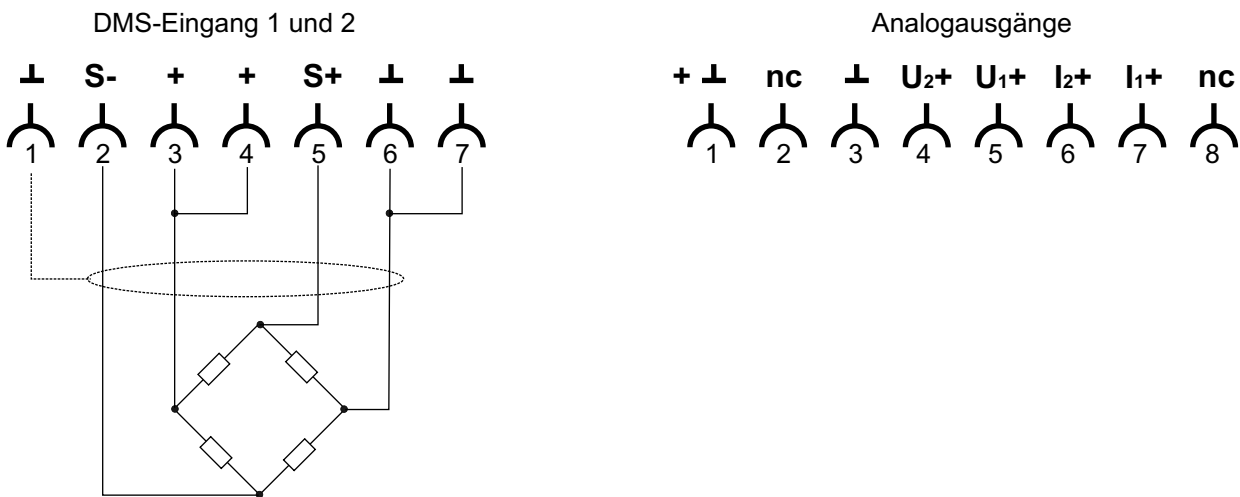 DMS-Eingang 1 und 2
⊥ S- + + S+ ⊥ ⊥
1 2 3 4 5 6 7
Analogausgänge
+ ⊥ nc ⊥ U2+ U1+ I2+ I1+ nc
1 2 3 4 5 6 7 8